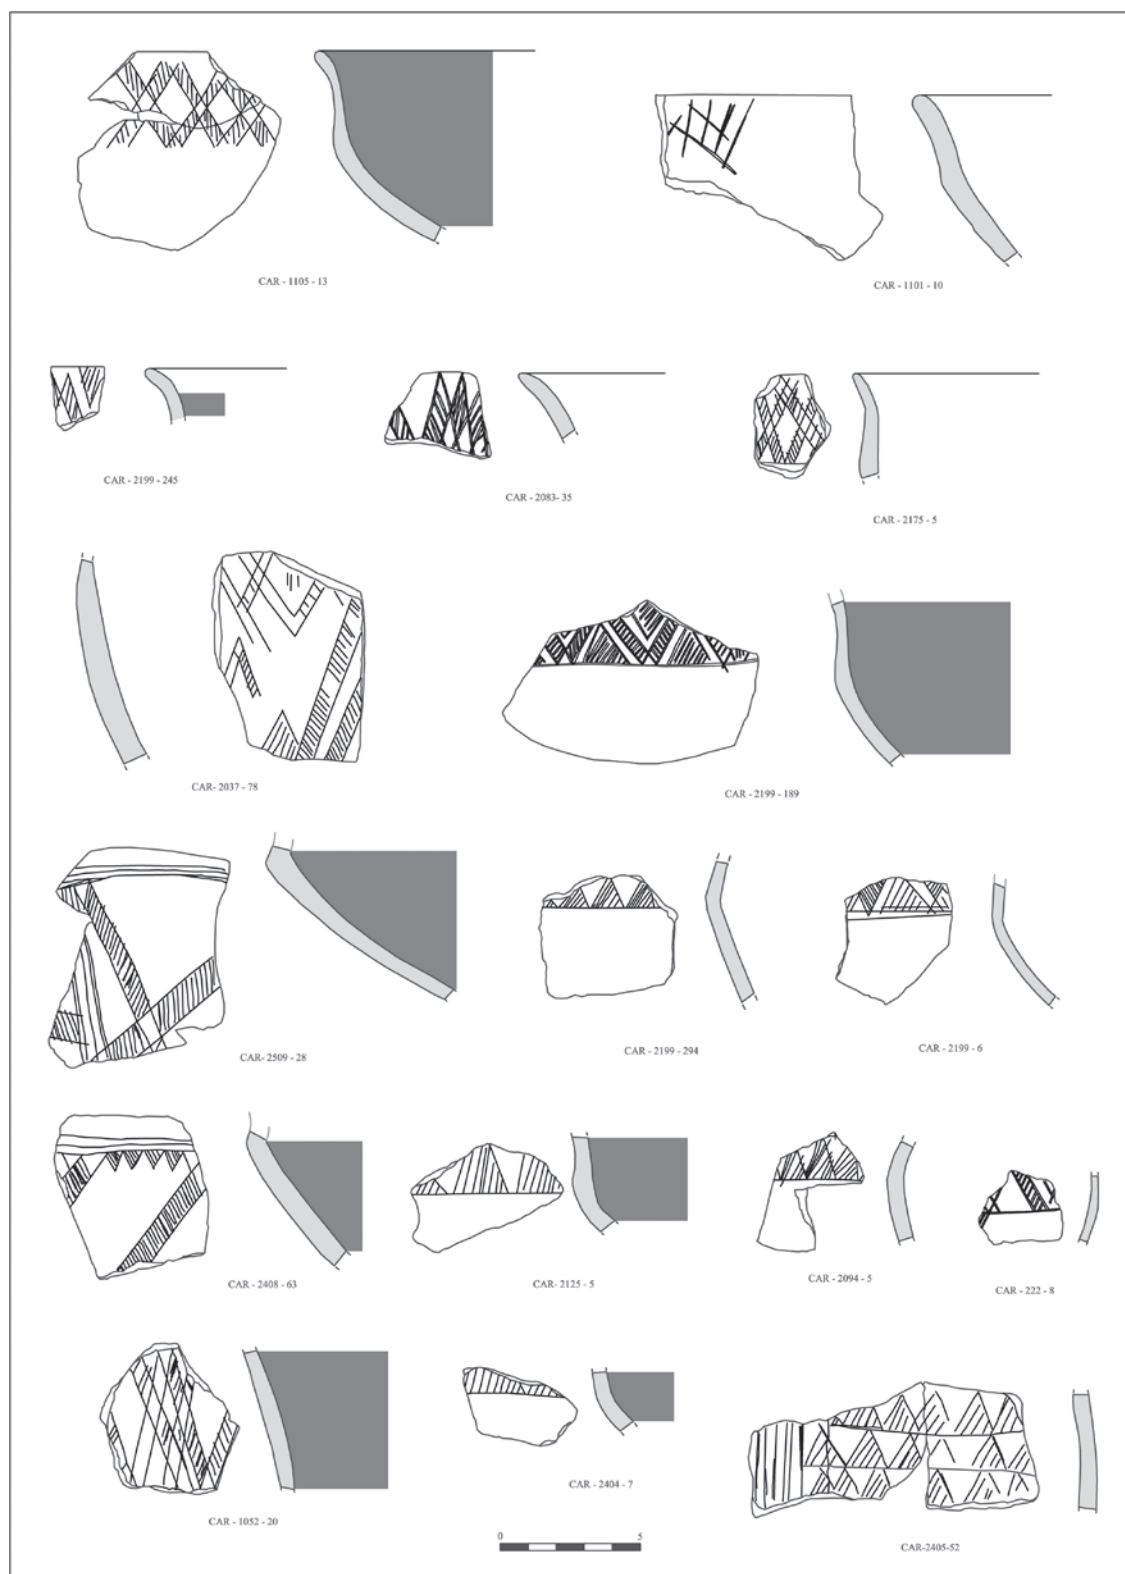 CAR - 1105 - 13
CAR - 1101 - 10
CAR - 2199 - 245
CAR - 2083- 35
CAR - 2175 - 5
CAR- 2037 - 78
CAR - 2199 - 189
CAR- 2509 - 28
CAR - 2199 - 294
CAR - 2199 - 6
CAR - 2408 - 63
CAR- 2125 - 5
CAR - 2094 - 5
CAR - 222 - 8
CAR - 1052 - 20
CAR - 2404 - 7
0 5
CAR-2405-52